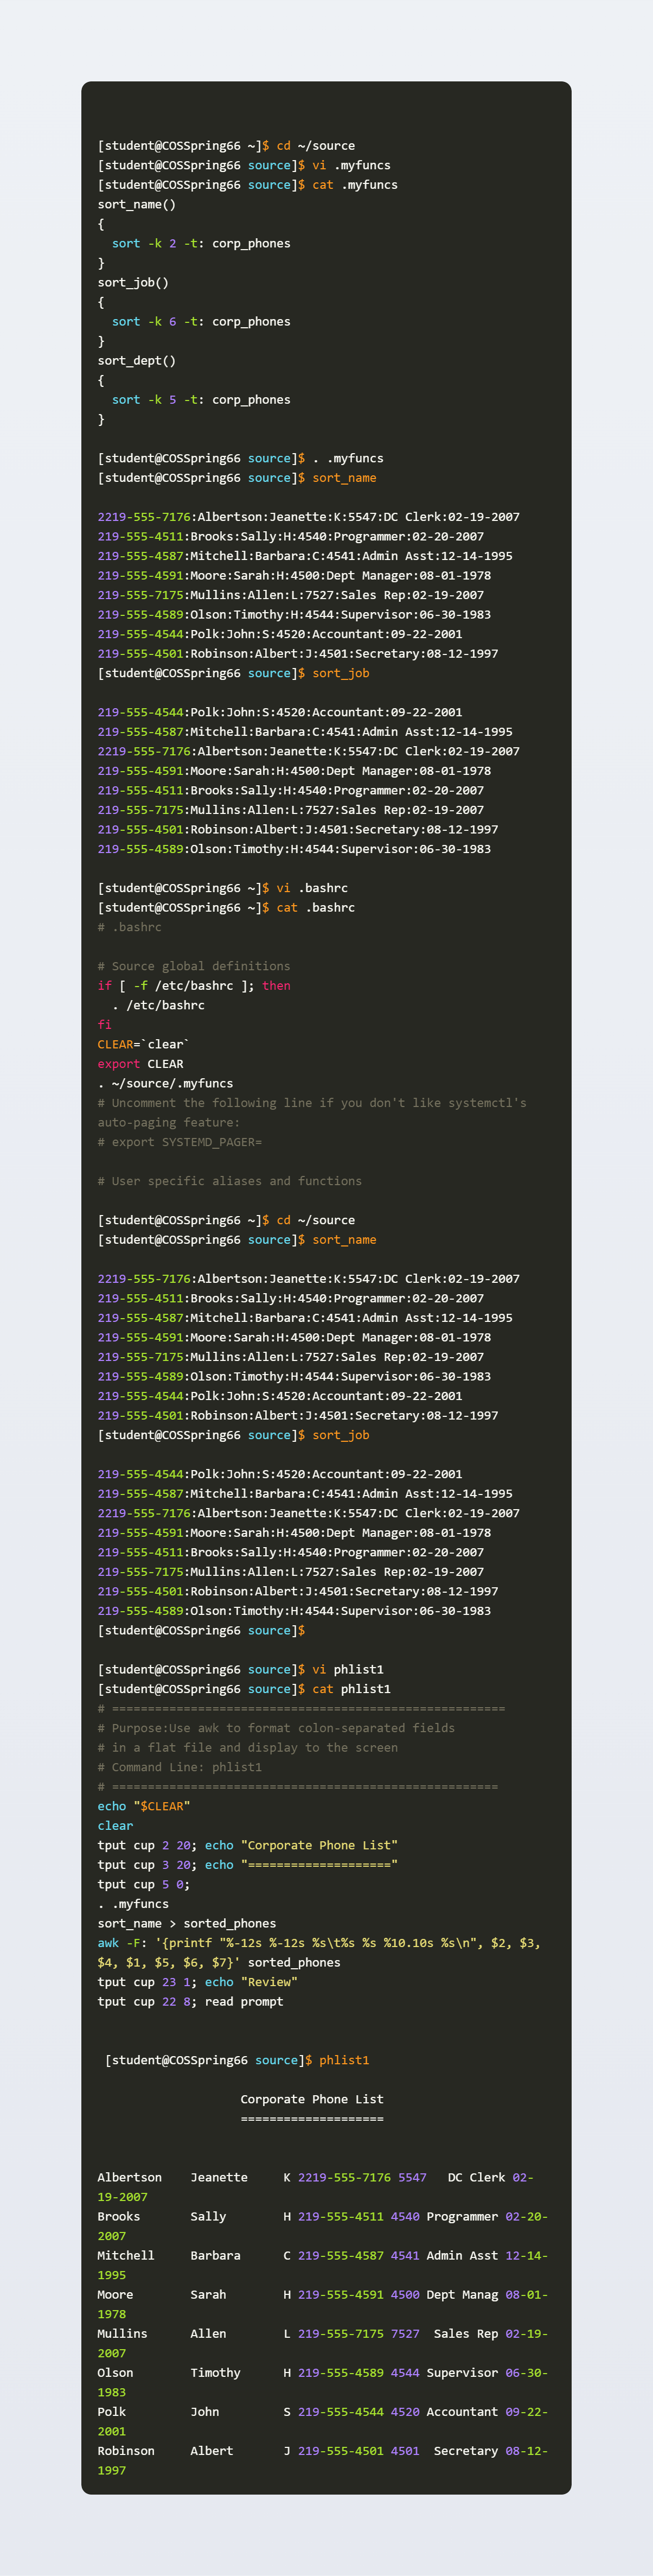 [student@COSSpring66 ~]$ cd ~/source
[student@COSSpring66 source]$ vi .myfuncs
[student@COSSpring66 source]$ cat .myfuncs
sort_name()
{
  sort -k 2 -t: corp_phones
}
sort_job()
{
  sort -k 6 -t: corp_phones
}
sort_dept()
{
  sort -k 5 -t: corp_phones
}
[student@COSSpring66 source]$ . .myfuncs
[student@COSSpring66 source]$ sort_name
2219-555-7176:Albertson:Jeanette:K:5547:DC Clerk:02-19-2007
219-555-4511:Brooks:Sally:H:4540:Programmer:02-20-2007
219-555-4587:Mitchell:Barbara:C:4541:Admin Asst:12-14-1995
219-555-4591:Moore:Sarah:H:4500:Dept Manager:08-01-1978
219-555-7175:Mullins:Allen:L:7527:Sales Rep:02-19-2007
219-555-4589:Olson:Timothy:H:4544:Supervisor:06-30-1983
219-555-4544:Polk:John:S:4520:Accountant:09-22-2001
219-555-4501:Robinson:Albert:J:4501:Secretary:08-12-1997
[student@COSSpring66 source]$ sort_job
219-555-4544:Polk:John:S:4520:Accountant:09-22-2001
219-555-4587:Mitchell:Barbara:C:4541:Admin Asst:12-14-1995
2219-555-7176:Albertson:Jeanette:K:5547:DC Clerk:02-19-2007
219-555-4591:Moore:Sarah:H:4500:Dept Manager:08-01-1978
219-555-4511:Brooks:Sally:H:4540:Programmer:02-20-2007
219-555-7175:Mullins:Allen:L:7527:Sales Rep:02-19-2007
219-555-4501:Robinson:Albert:J:4501:Secretary:08-12-1997
219-555-4589:Olson:Timothy:H:4544:Supervisor:06-30-1983
[student@COSSpring66 ~]$ vi .bashrc
[student@COSSpring66 ~]$ cat .bashrc
# .bashrc
# Source global definitions
if [ -f /etc/bashrc ]; then
  . /etc/bashrc
fi
CLEAR=`clear`
export CLEAR
. ~/source/.myfuncs
# Uncomment the following line if you don't like systemctl's
auto-paging feature:
# export SYSTEMD_PAGER=
# User specific aliases and functions
[student@COSSpring66 ~]$ cd ~/source
[student@COSSpring66 source]$ sort_name
2219-555-7176:Albertson:Jeanette:K:5547:DC Clerk:02-19-2007
219-555-4511:Brooks:Sally:H:4540:Programmer:02-20-2007
219-555-4587:Mitchell:Barbara:C:4541:Admin Asst:12-14-1995
219-555-4591:Moore:Sarah:H:4500:Dept Manager:08-01-1978
219-555-7175:Mullins:Allen:L:7527:Sales Rep:02-19-2007
219-555-4589:Olson:Timothy:H:4544:Supervisor:06-30-1983
219-555-4544:Polk:John:S:4520:Accountant:09-22-2001
219-555-4501:Robinson:Albert:J:4501:Secretary:08-12-1997
[student@COSSpring66 source]$ sort_job
219-555-4544:Polk:John:S:4520:Accountant:09-22-2001
219-555-4587:Mitchell:Barbara:C:4541:Admin Asst:12-14-1995
2219-555-7176:Albertson:Jeanette:K:5547:DC Clerk:02-19-2007
219-555-4591:Moore:Sarah:H:4500:Dept Manager:08-01-1978
219-555-4511:Brooks:Sally:H:4540:Programmer:02-20-2007
219-555-7175:Mullins:Allen:L:7527:Sales Rep:02-19-2007
219-555-4501:Robinson:Albert:J:4501:Secretary:08-12-1997
219-555-4589:Olson:Timothy:H:4544:Supervisor:06-30-1983
[student@COSSpring66 source]$
[student@COSSpring66 source]$ vi phlist1
[student@COSSpring66 source]$ cat phlist1
# =======================================================
# Purpose:Use awk to format colon-separated fields
# in a flat file and display to the screen
# Command Line: phlist1
# ======================================================
echo "$CLEAR"
clear
tput cup 2 20; echo "Corporate Phone List"
tput cup 3 20; echo "===================="
tput cup 5 0;
. .myfuncs
sort_name > sorted_phones
awk -F: '{printf "%-12s %-12s %s\t%s %s %10.10s %s\n", $2, $3,
$4, $1, $5, $6, $7}' sorted_phones
tput cup 23 1; echo "Review"
tput cup 22 8; read prompt
[student@COSSpring66 source]$ phlist1
Corporate Phone List
====================
Albertson    Jeanette     K 2219-555-7176 5547   DC Clerk 02-
19-2007
Brooks       Sally        H 219-555-4511 4540 Programmer 02-20-
2007
Mitchell     Barbara      C 219-555-4587 4541 Admin Asst 12-14-
1995
Moore        Sarah        H 219-555-4591 4500 Dept Manag 08-01-
1978
Mullins      Allen        L 219-555-7175 7527  Sales Rep 02-19-
2007
Olson        Timothy      H 219-555-4589 4544 Supervisor 06-30-
1983
Polk         John         S 219-555-4544 4520 Accountant 09-22-
2001
Robinson     Albert       J 219-555-4501 4501  Secretary 08-12-
1997